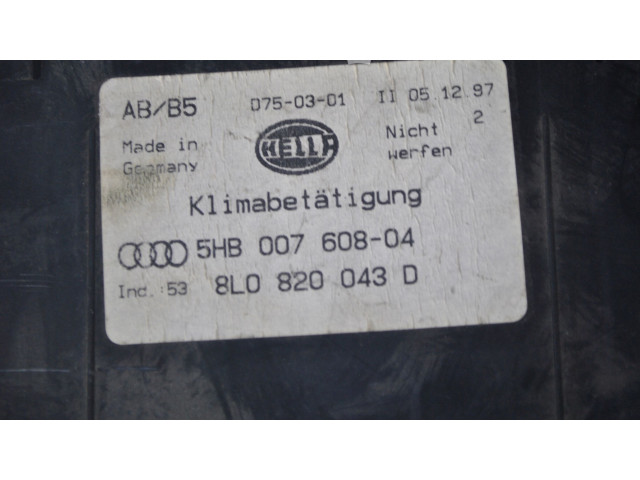 AB/B5 D75-03-01 II 05.12.97
Made in Germany HELLA Nicht werfen 2
Klimabetätigung
5HB 007 608-04
Ind. 53 8L0 820 043 D